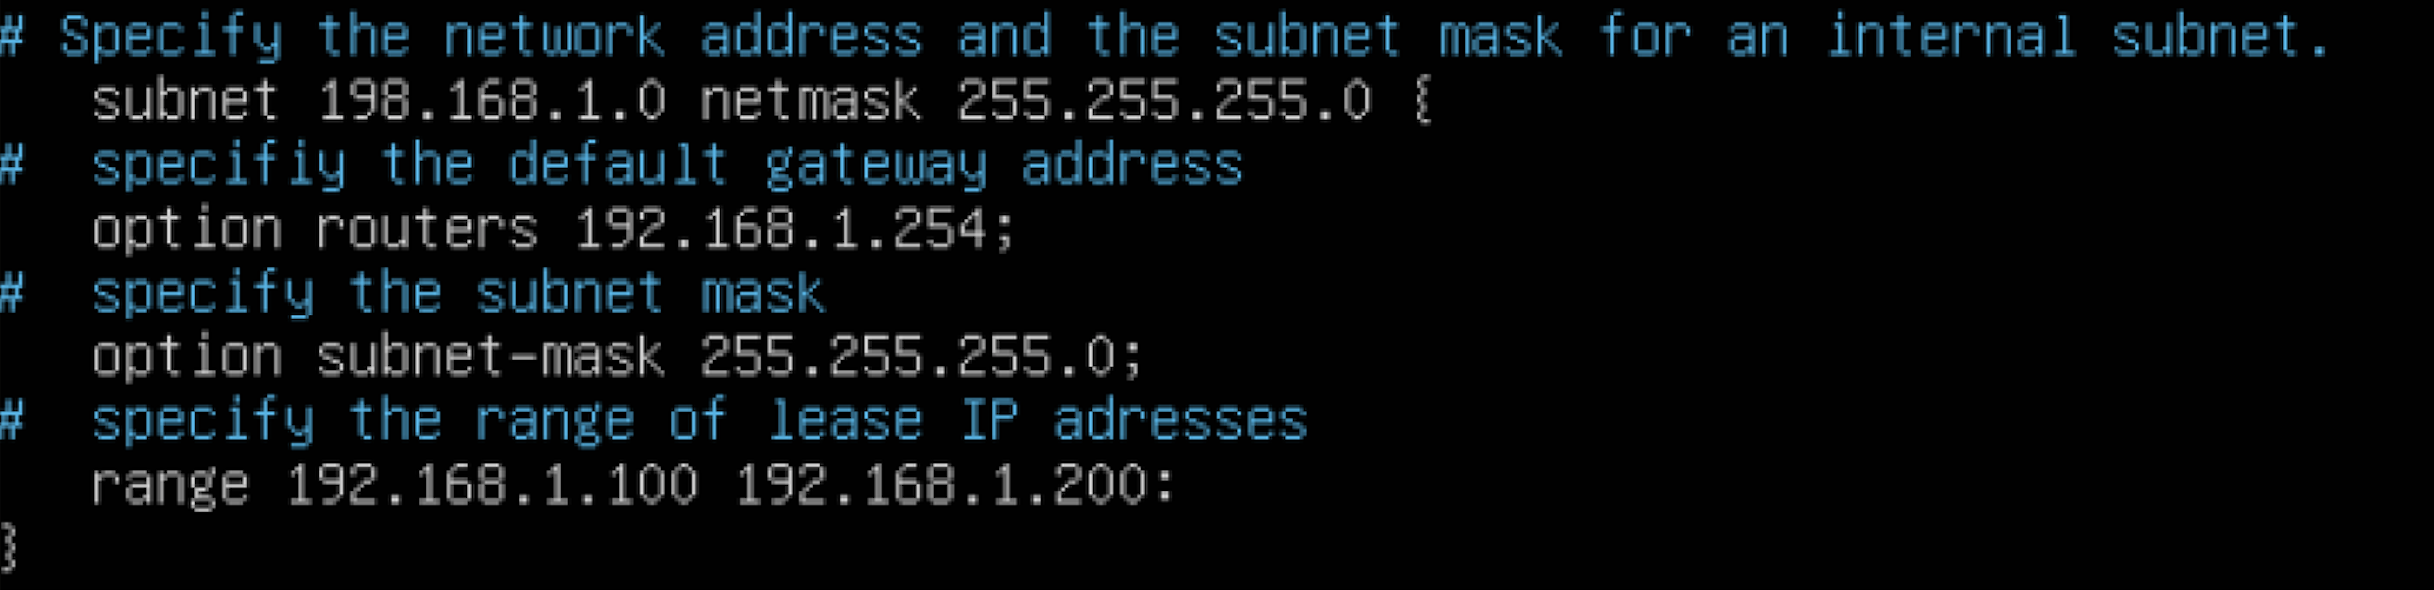 # Specify the network address and the subnet mask for an internal subnet.
subnet 198.168.1.0 netmask 255.255.255.0 {
# specifiy the default gateway address
option routers 192.168.1.254;
# specify the subnet mask
option subnet-mask 255.255.255.0;
# specify the range of lease IP adresses
range 192.168.1.100 192.168.1.200:
}